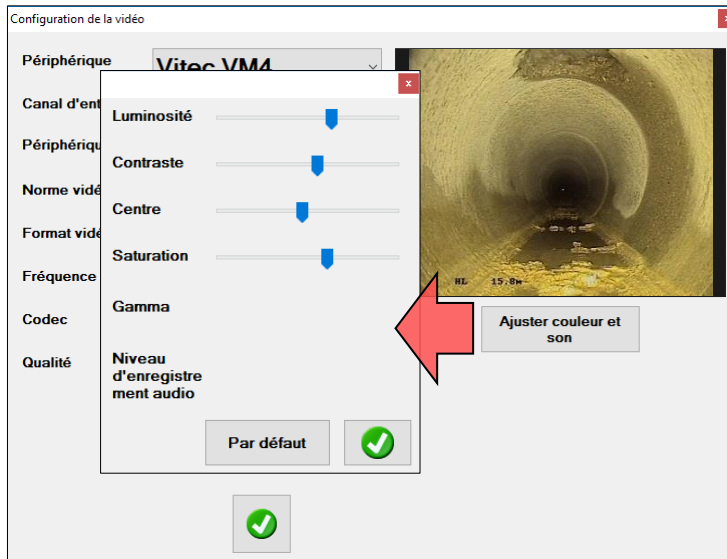 Configuration de la vidéo
Périphérique
Vitec VM4
Canal d'ent
Périphériqu
Norme vidé
Format vidé
Fréquence
Codec
Qualité
Luminosité
Contraste
Centre
Saturation
Gamma
Niveau
d'enregistre
ment audio
Par défaut
HL 15.8m
Ajuster couleur et
son